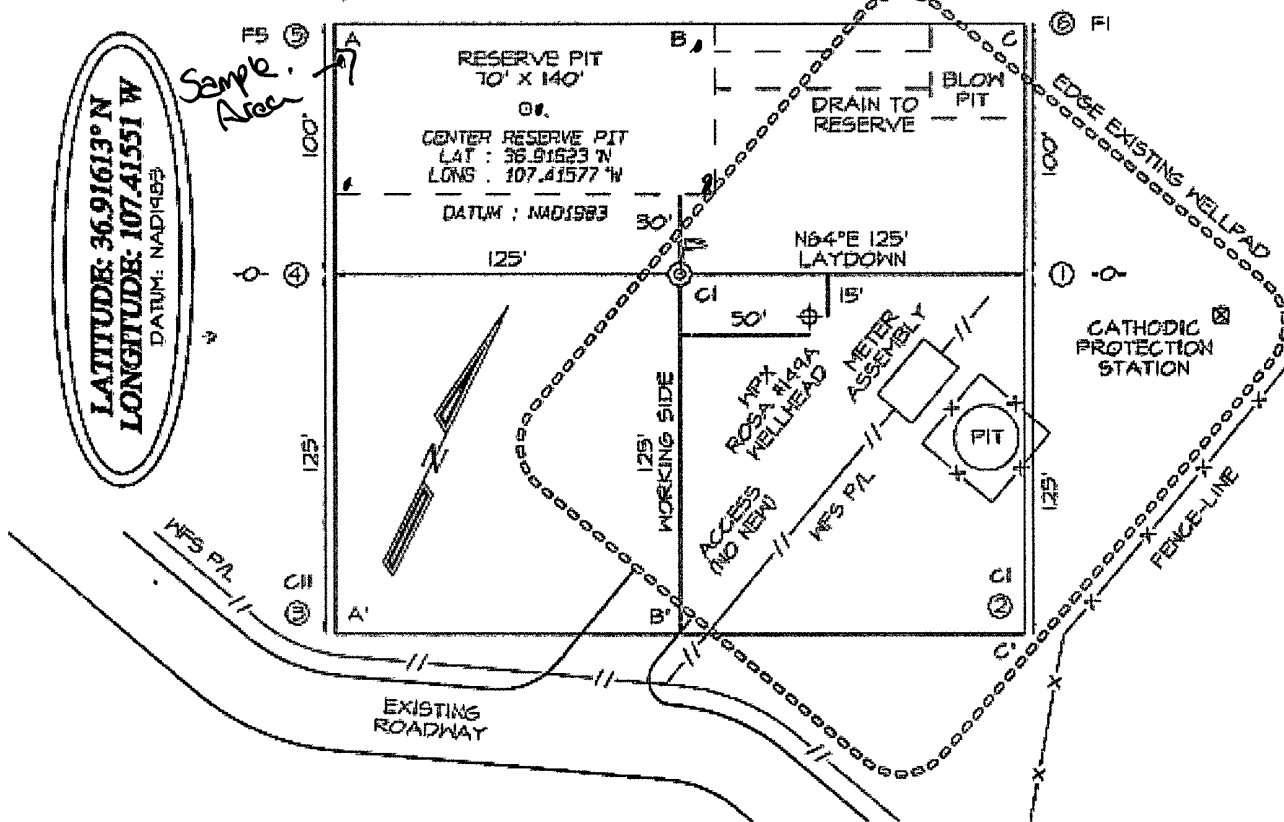 F5 ⑤
A
B
C
⑥ F1
Sample
Area
RESERVE PIT
70' X 140'
CENTER RESERVE PIT
LAT : 36.91623 °N
LONG : 107.41577 °W
DATUM : NAD1983
BLOW
PIT
DRAIN TO
RESERVE
EDGE EXISTING WELLPAD
100'
100'
LATITUDE: 36.91613° N
LONGITUDE: 107.41551 W
DATUM: NAD1983
30'
125'
N64°E 125'
LAYDOWN
-0- ④
① -0-
C1
15'
50'
CATHODIC
PROTECTION
STATION
WPX
ROSA #149A
WELLHEAD
METER
ASSEMBLY
PIT
N
125'
WORKING SIDE
125'
125'
ACCESS
(NO NEW)
WFS P/L
FENCE-LINE
WFS P/L
C11
③
A'
B'
C1
②
C'
EXISTING
ROADWAY